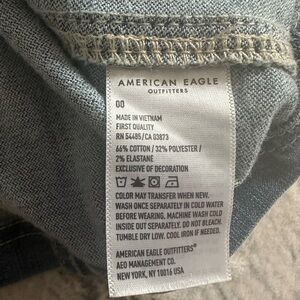 AMERICAN EAGLE
OUTFITTERS
00
MADE IN VIETNAM
FIRST QUALITY
RN 54485/CA 03873
66% COTTON / 32% POLYESTER /
2% ELASTANE
EXCLUSIVE OF DECORATION
COLOR MAY TRANSFER WHEN NEW.
WASH ONCE SEPARATELY IN COLD WATER
BEFORE WEARING. MACHINE WASH COLD
INSIDE OUT SEPARATELY. DO NOT BLEACH.
TUMBLE DRY LOW. COOL IRON IF NEEDED.
AMERICAN EAGLE OUTFITTERS®
AEO MANAGEMENT CO.
NEW YORK, NY 10016 USA